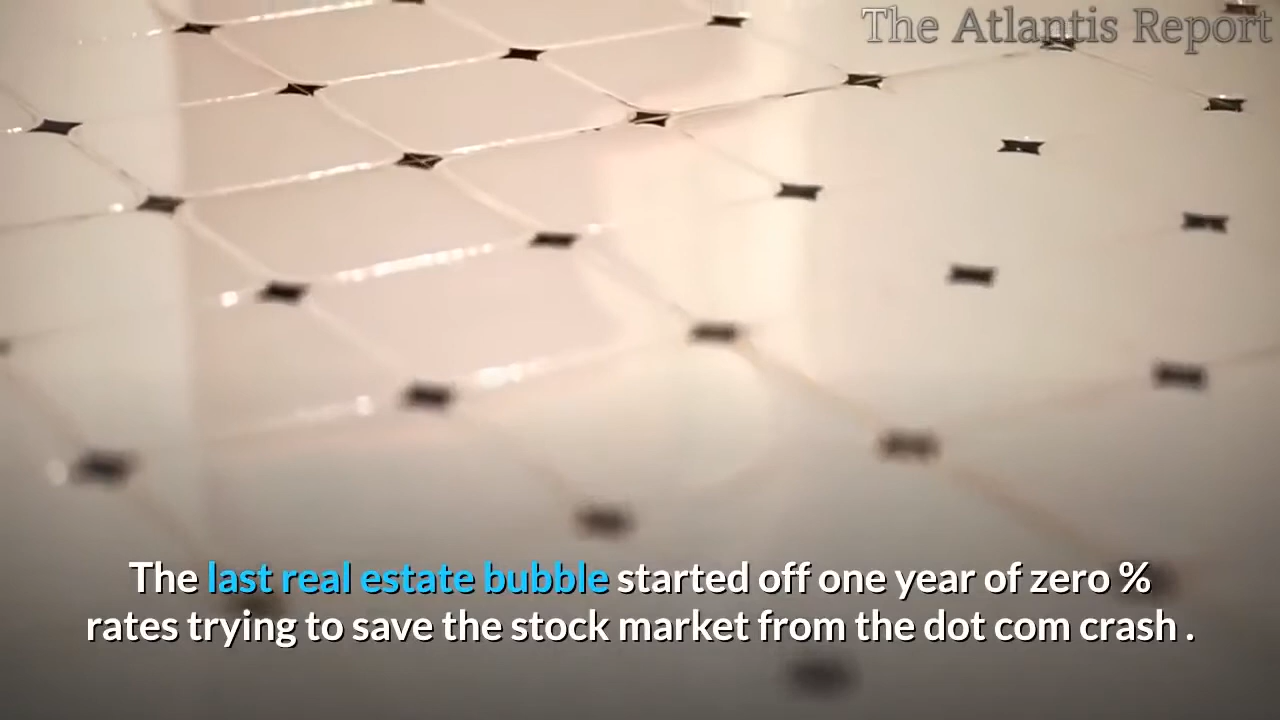 The Atlantis Report
The last real estate bubble started off one year of zero %
rates trying to save the stock market from the dot com crash .